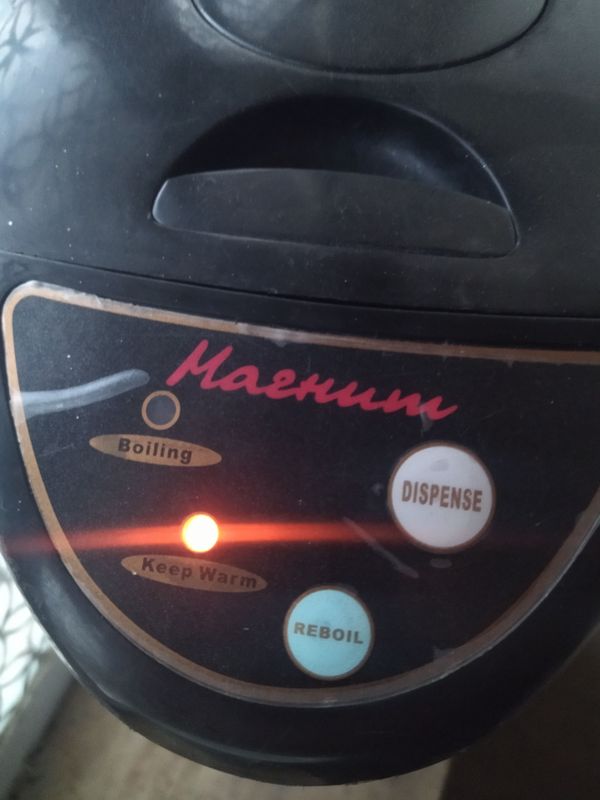 Магнит
Boiling
DISPENSE
Keep Warm
REBOIL